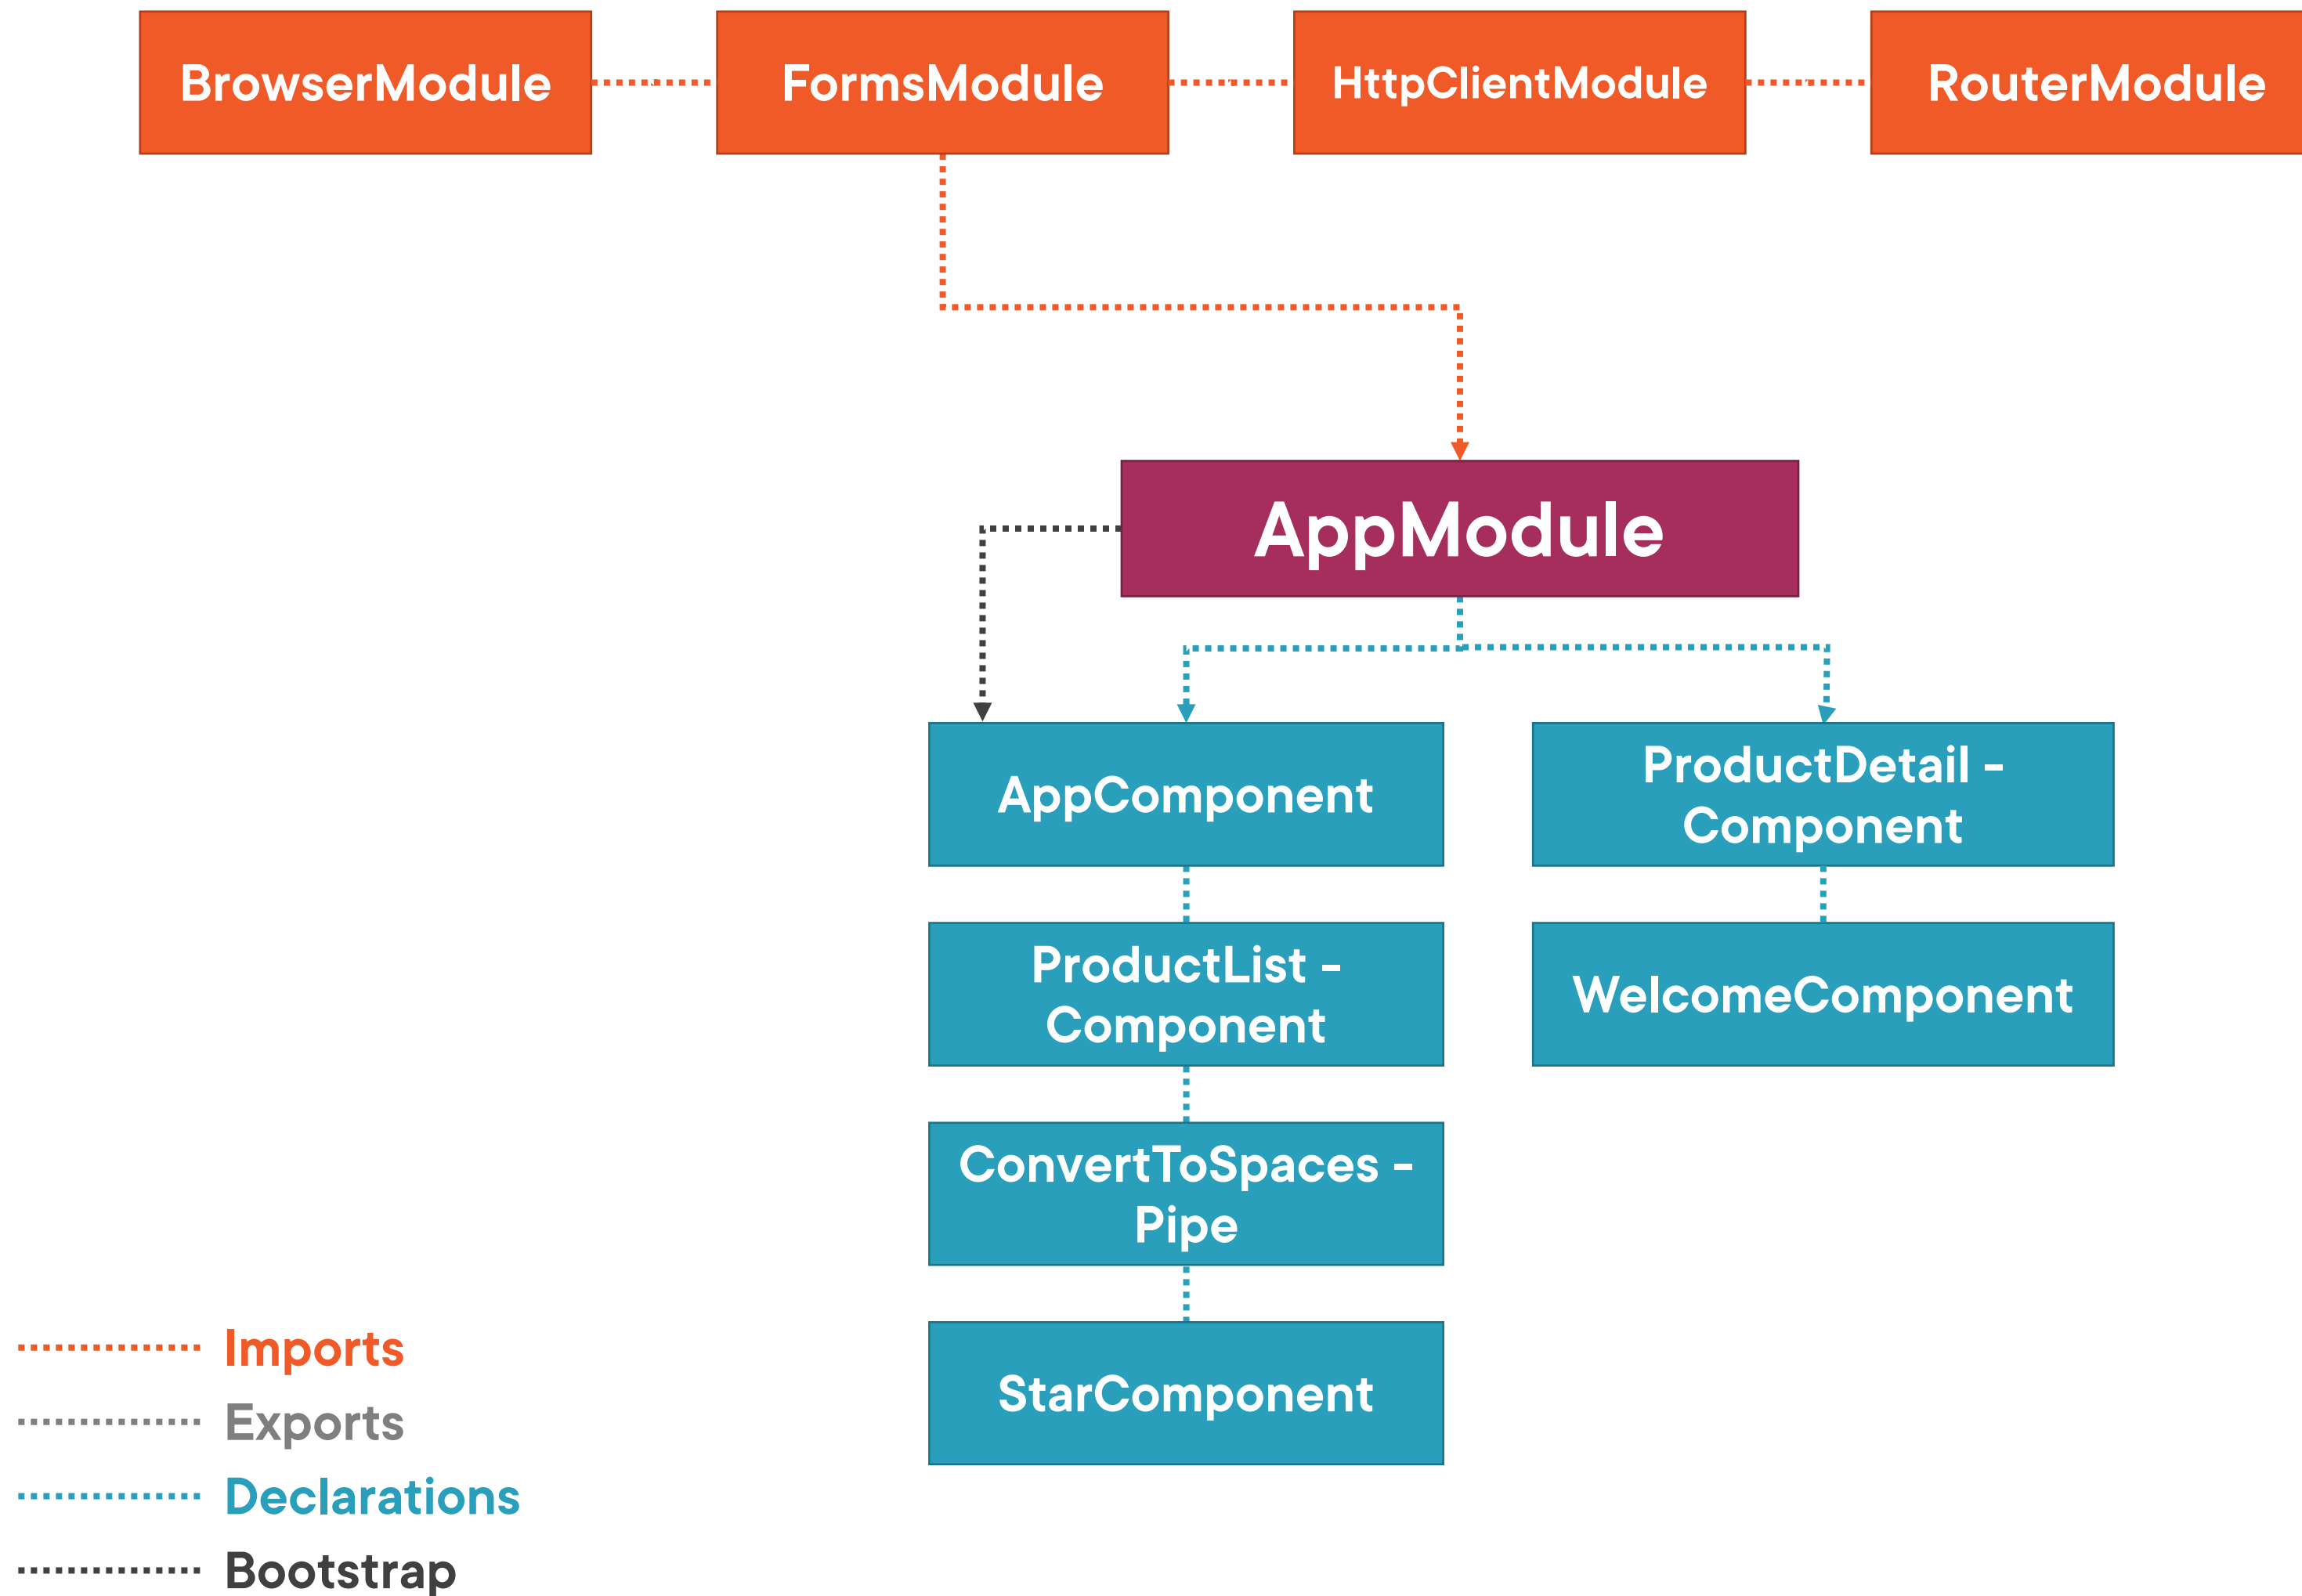 BrowserModule
FormsModule
HttpClientModule
RouterModule
AppModule
AppComponent
ProductDetail -
Component
ProductList -
Component
WelcomeComponent
ConvertToSpaces -
Pipe
StarComponent
Imports
Exports
Declarations
Bootstrap